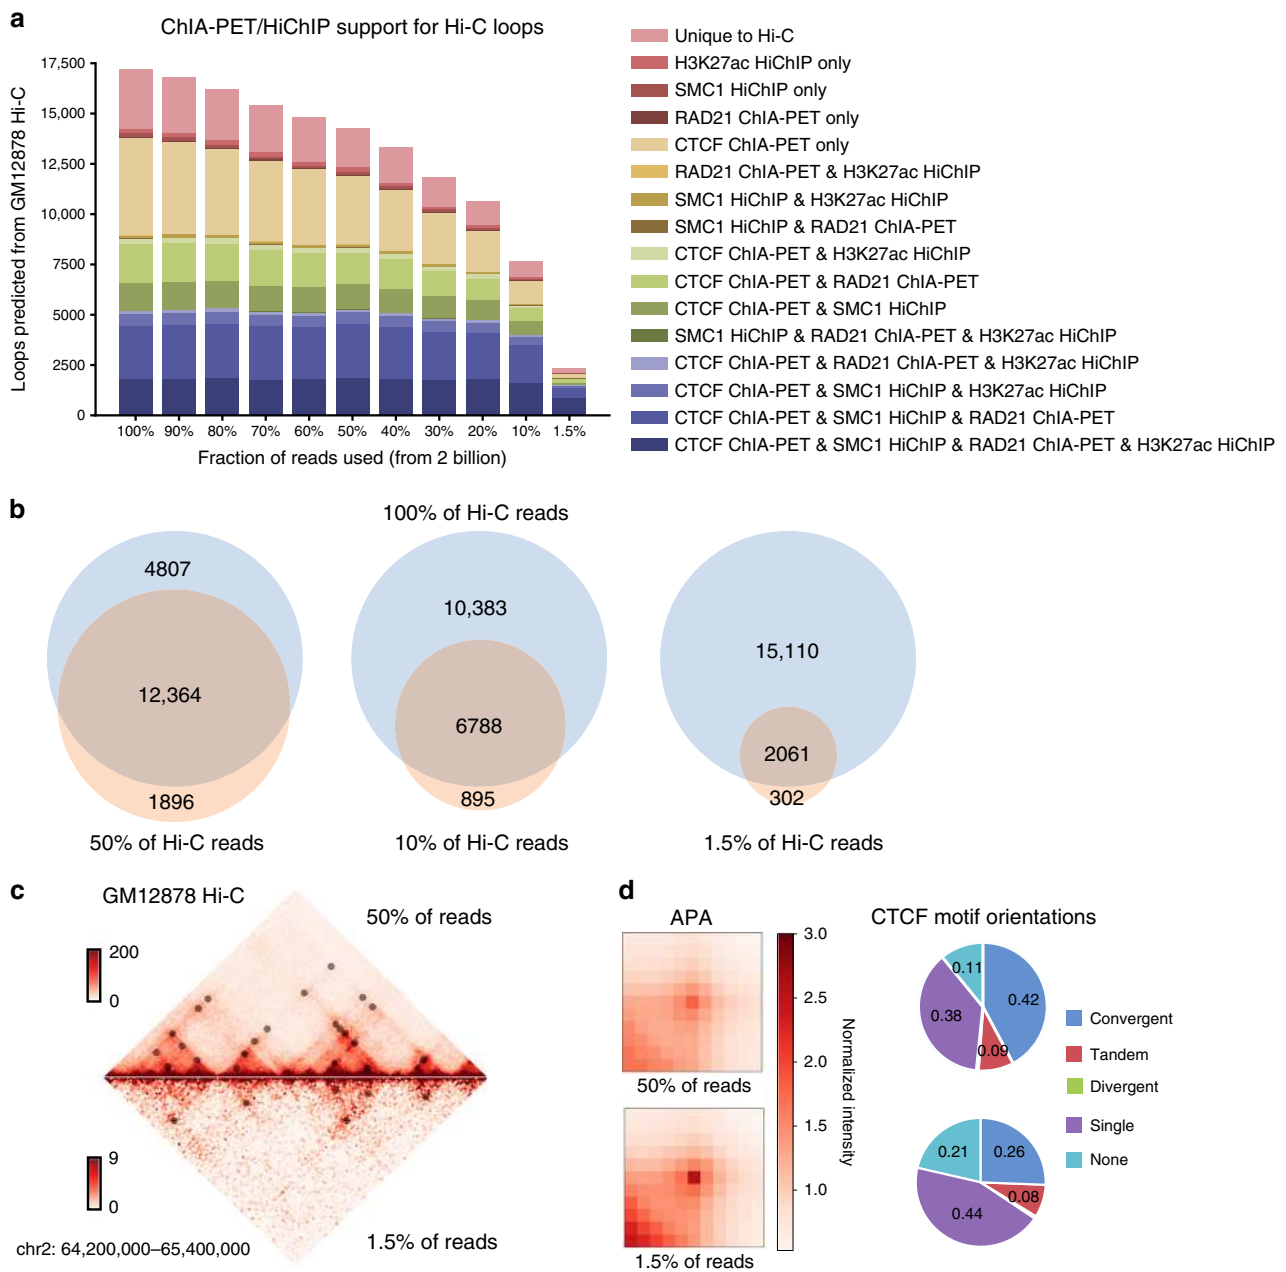 a
ChIA-PET/HiChIP support for Hi-C loops
Loops predicted from GM12878 Hi-C
17,500
15,000
12,500
10,000
7500
5000
2500
0
100% 90% 80% 70% 60% 50% 40% 30% 20% 10% 1.5%
Fraction of reads used (from 2 billion)
Unique to Hi-C
H3K27ac HiChIP only
SMC1 HiChIP only
RAD21 ChIA-PET only
CTCF ChIA-PET only
RAD21 ChIA-PET & H3K27ac HiChIP
SMC1 HiChIP & H3K27ac HiChIP
SMC1 HiChIP & RAD21 ChIA-PET
CTCF ChIA-PET & H3K27ac HiChIP
CTCF ChIA-PET & RAD21 ChIA-PET
CTCF ChIA-PET & SMC1 HiChIP
SMC1 HiChIP & RAD21 ChIA-PET & H3K27ac HiChIP
CTCF ChIA-PET & RAD21 ChIA-PET & H3K27ac HiChIP
CTCF ChIA-PET & SMC1 HiChIP & H3K27ac HiChIP
CTCF ChIA-PET & SMC1 HiChIP & RAD21 ChIA-PET
CTCF ChIA-PET & SMC1 HiChIP & RAD21 ChIA-PET & H3K27ac HiChIP
b
100% of Hi-C reads
4807
12,364
1896
50% of Hi-C reads
10,383
6788
895
10% of Hi-C reads
15,110
2061
302
1.5% of Hi-C reads
c
GM12878 Hi-C
50% of reads
200
0
9
0
1.5% of reads
chr2: 64,200,000–65,400,000
d
APA
50% of reads
1.5% of reads
3.0
2.5
2.0
1.5
1.0
Normalized intensity
CTCF motif orientations
0.11
0.42
0.38
0.09
0.21
0.26
0.08
0.44
Convergent
Tandem
Divergent
Single
None